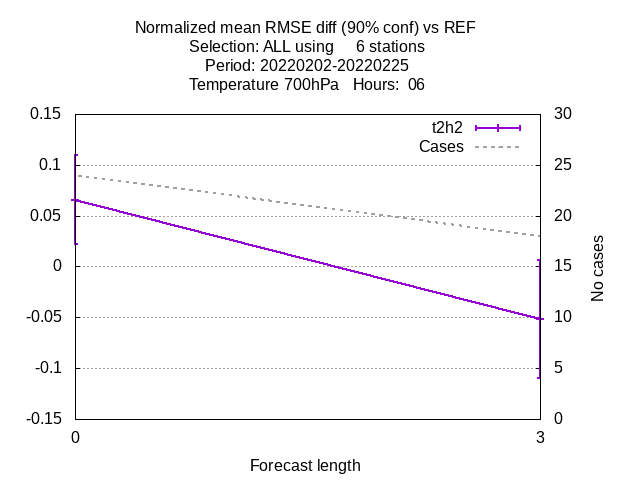 Normalized mean RMSE diff (90% conf) vs REF
Selection: ALL using     6 stations
Period: 20220202-20220225
Temperature 700hPa   Hours:  06
0.15
30
t2h2
Cases
0.1
25
0.05
20
0
15
No cases
-0.05
10
-0.1
5
-0.15
0
0
3
Forecast length